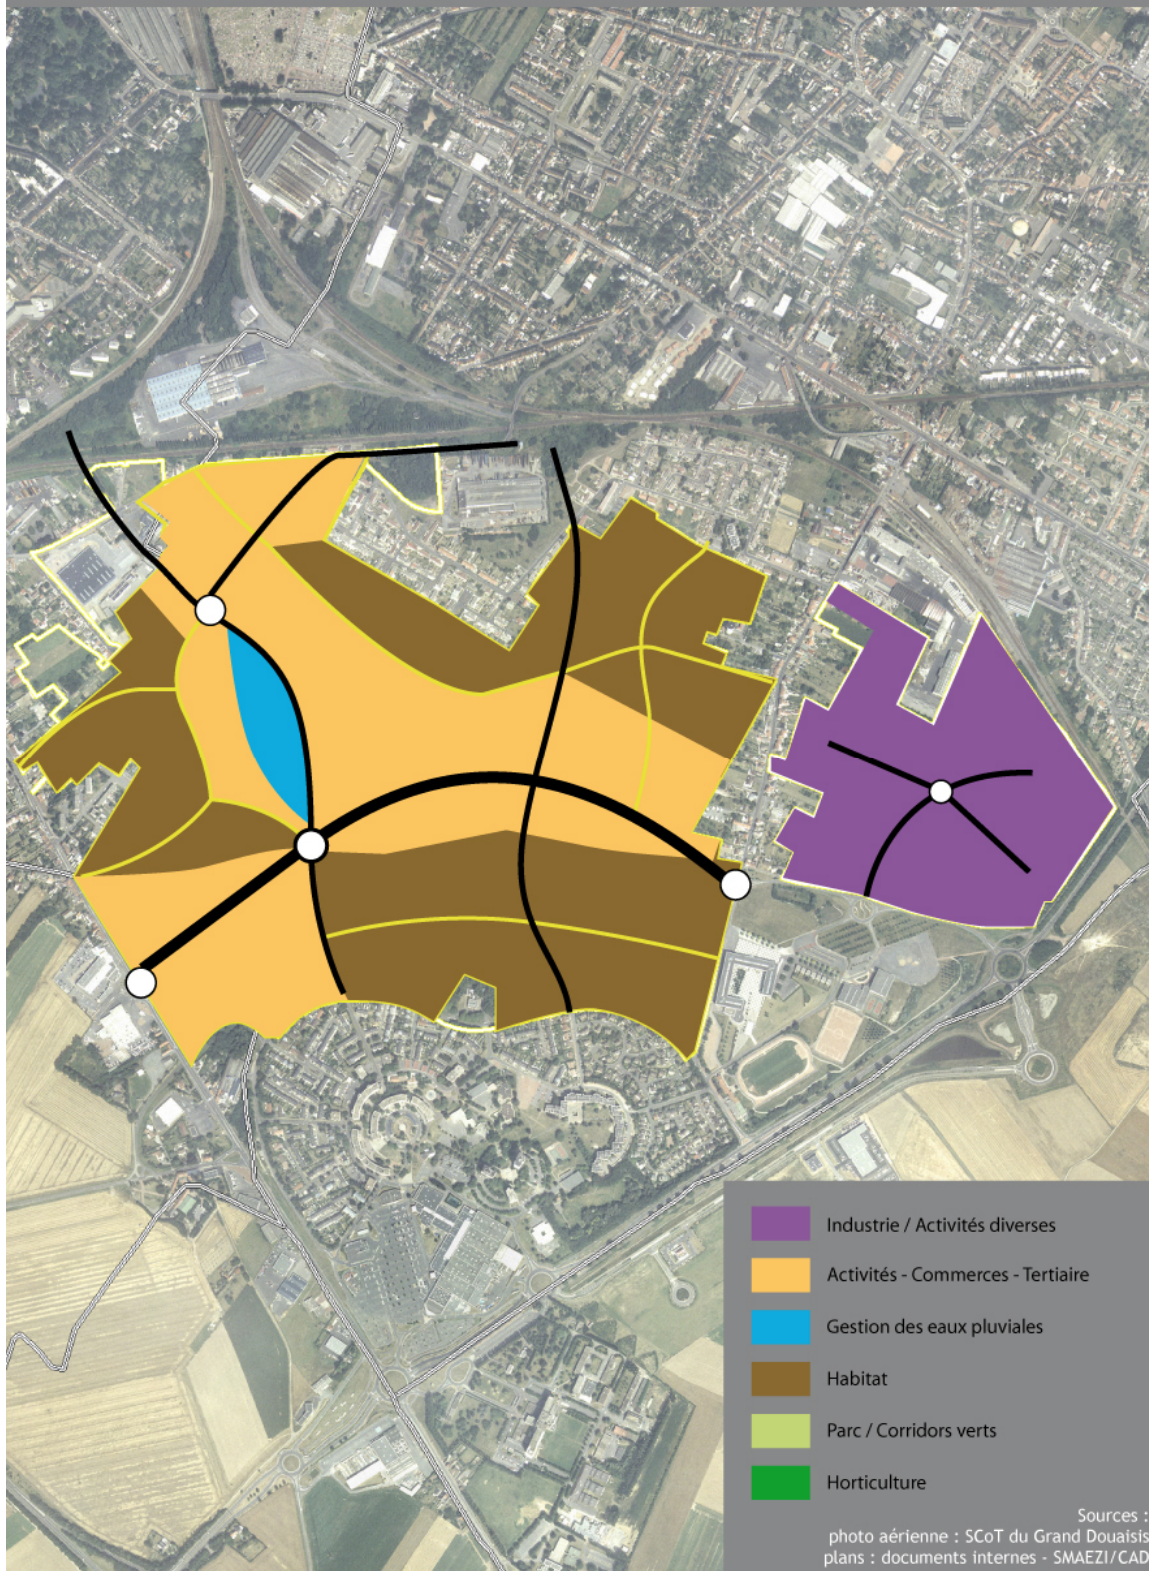 Industrie / Activités diverses
Activités - Commerces - Tertiaire
Gestion des eaux pluviales
Habitat
Parc / Corridors verts
Horticulture
Sources :
photo aérienne : SCoT du Grand Douaisis
plans : documents internes - SMAEZI/CAD